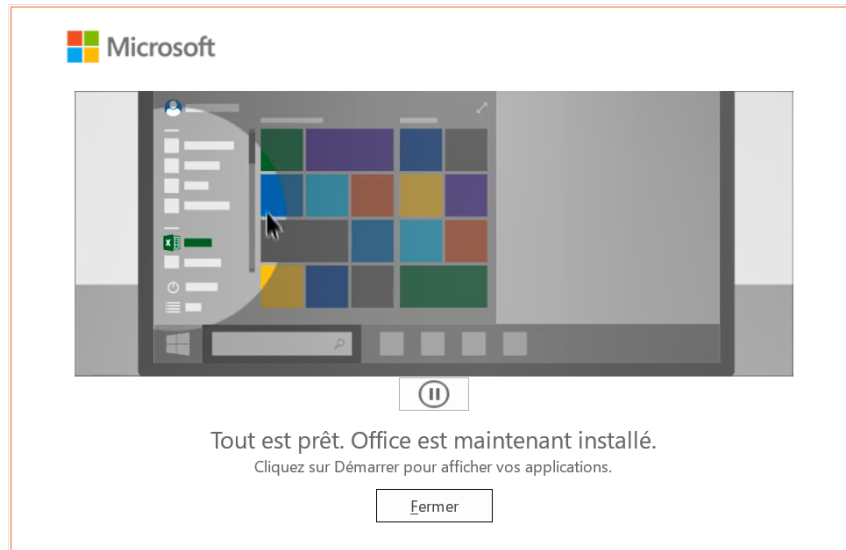 Microsoft
Tout est prêt. Office est maintenant installé.
Cliquez sur Démarrer pour afficher vos applications.
Fermer